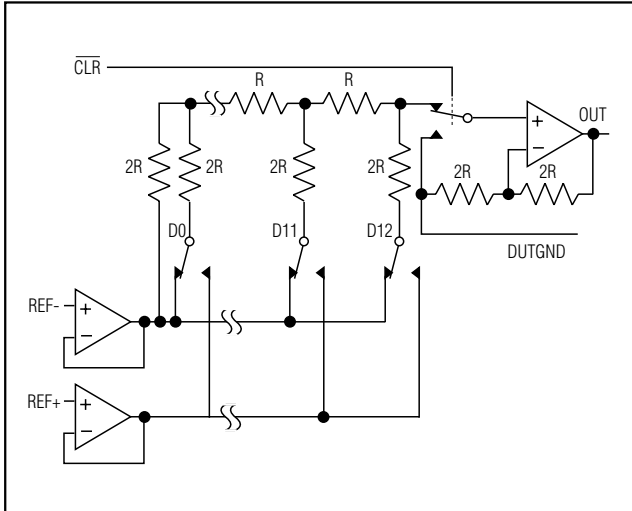 CLR
R R
2R 2R 2R 2R
+ − OUT
2R 2R
D0 D11 D12
DUTGND
REF- + −
REF+ + −